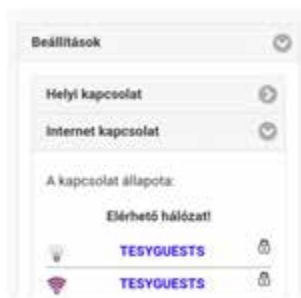 Beállítások
Helyi kapcsolat
Internet kapcsolat
A kapcsolat állapota:
Elérhető hálózat!
TESYGUESTS
TESYGUESTS